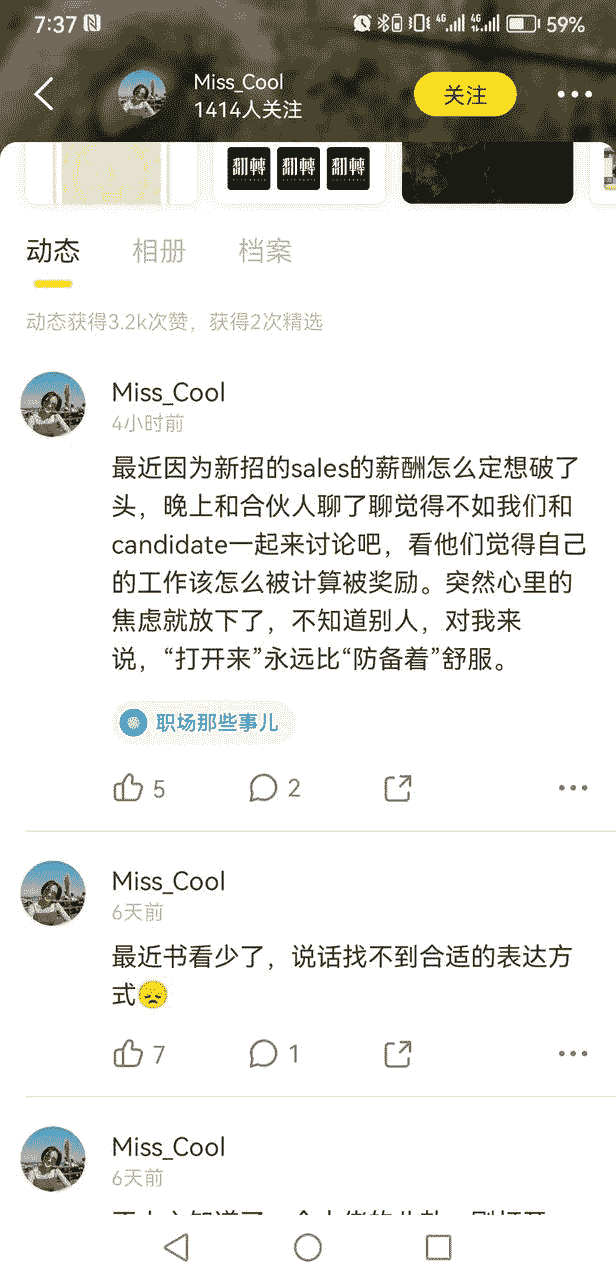 7:37
4G
4G
59%
Miss_Cool
1414人关注
关注
翻轉
翻轉
翻轉
动态
相册
档案
动态获得3.2k次赞，获得2次精选
Miss_Cool
4小时前
最近因为新招的sales的薪酬怎么定想破了
头，晚上和合伙人聊了聊觉得不如我们和
candidate一起来讨论吧，看他们觉得自己
的工作该怎么被计算被奖励。突然心里的
焦虑就放下了，不知道别人，对我来
说，“打开来”永远比“防备着”舒服。
职场那些事儿
5
2
Miss_Cool
6天前
最近书看少了，说话找不到合适的表达方
式
7
1
Miss_Cool
6天前